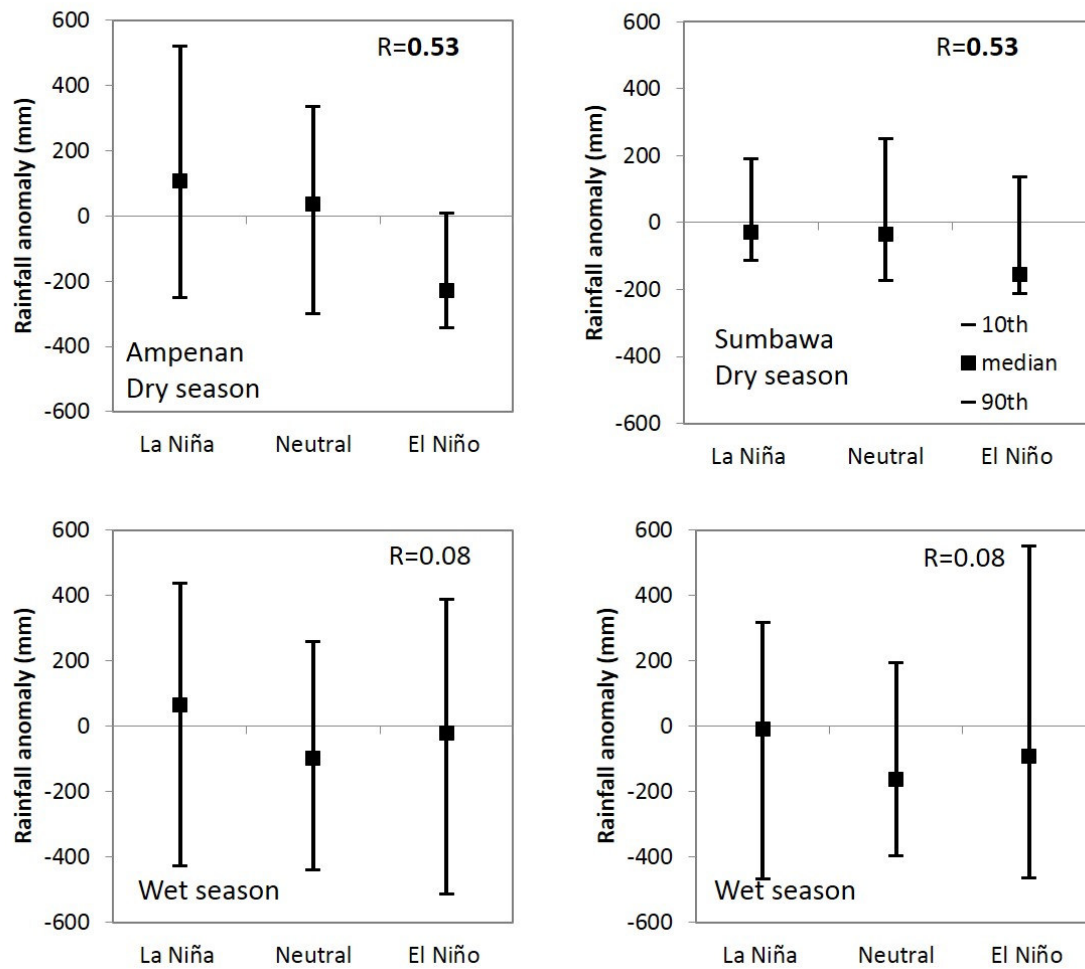 Rainfall anomaly (mm)
600
400
200
0
-200
-400
-600
R=0.53
Ampenan
Dry season
La Niña Neutral El Niño
Rainfall anomaly (mm)
600
400
200
0
-200
-400
-600
R=0.53
Sumbawa
Dry season
10th
median
90th
La Niña Neutral El Niño
Rainfall anomaly (mm)
600
400
200
0
-200
-400
-600
R=0.08
Wet season
La Niña Neutral El Niño
Rainfall anomaly (mm)
600
400
200
0
-200
-400
-600
R=0.08
Wet season
La Niña Neutral El Niño